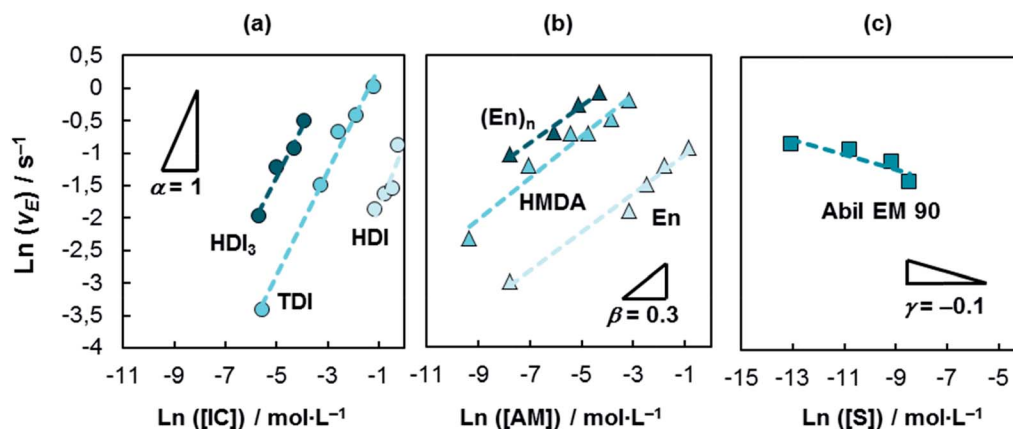 (a)
(b)
(c)
Ln (vE) / s⁻¹
0,5
0
-0,5
-1
-1,5
-2
-2,5
-3
-3,5
-4
α = 1
HDI₃
TDI
HDI
-11 -9 -7 -5 -3 -1
Ln ([IC]) / mol·L⁻¹
(En)n
HMDA
En
β = 0.3
-11 -9 -7 -5 -3 -1
Ln ([AM]) / mol·L⁻¹
Abil EM 90
γ = –0.1
-15 -13 -11 -9 -7 -5
Ln ([S]) / mol·L⁻¹